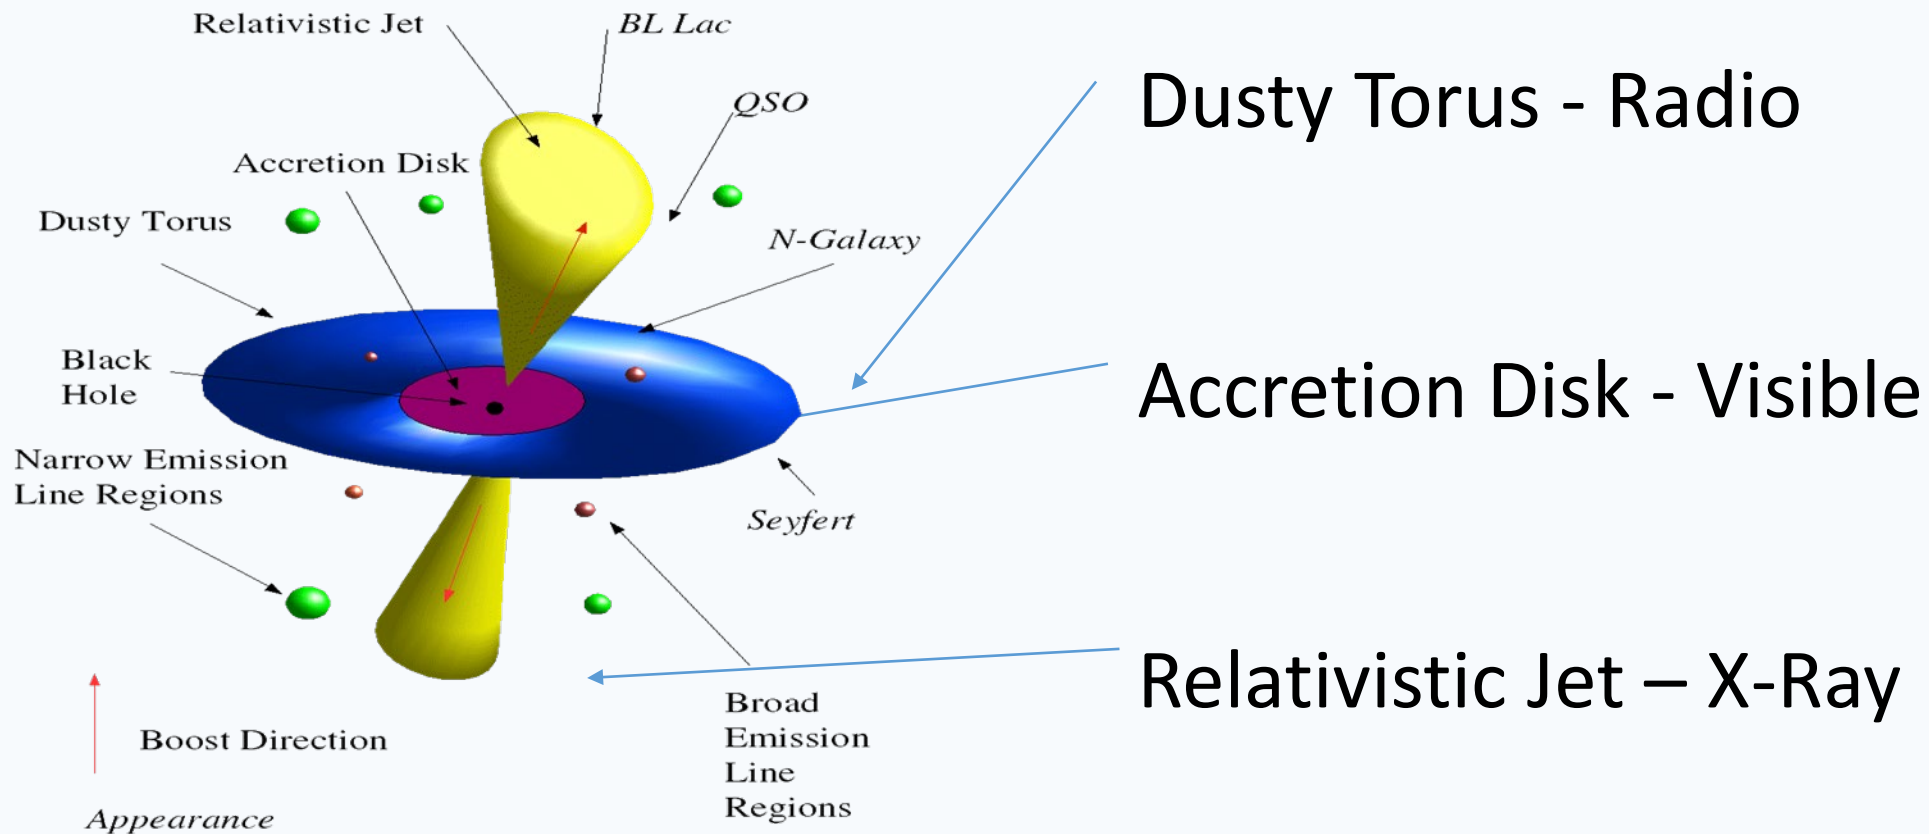 Relativistic Jet
BL Lac
QSO
Accretion Disk
Dusty Torus
N-Galaxy
Black
Hole
Narrow Emission
Line Regions
Seyfert
Broad
Emission
Line
Regions
Boost Direction
Appearance
Dusty Torus - Radio
Accretion Disk - Visible
Relativistic Jet – X-Ray